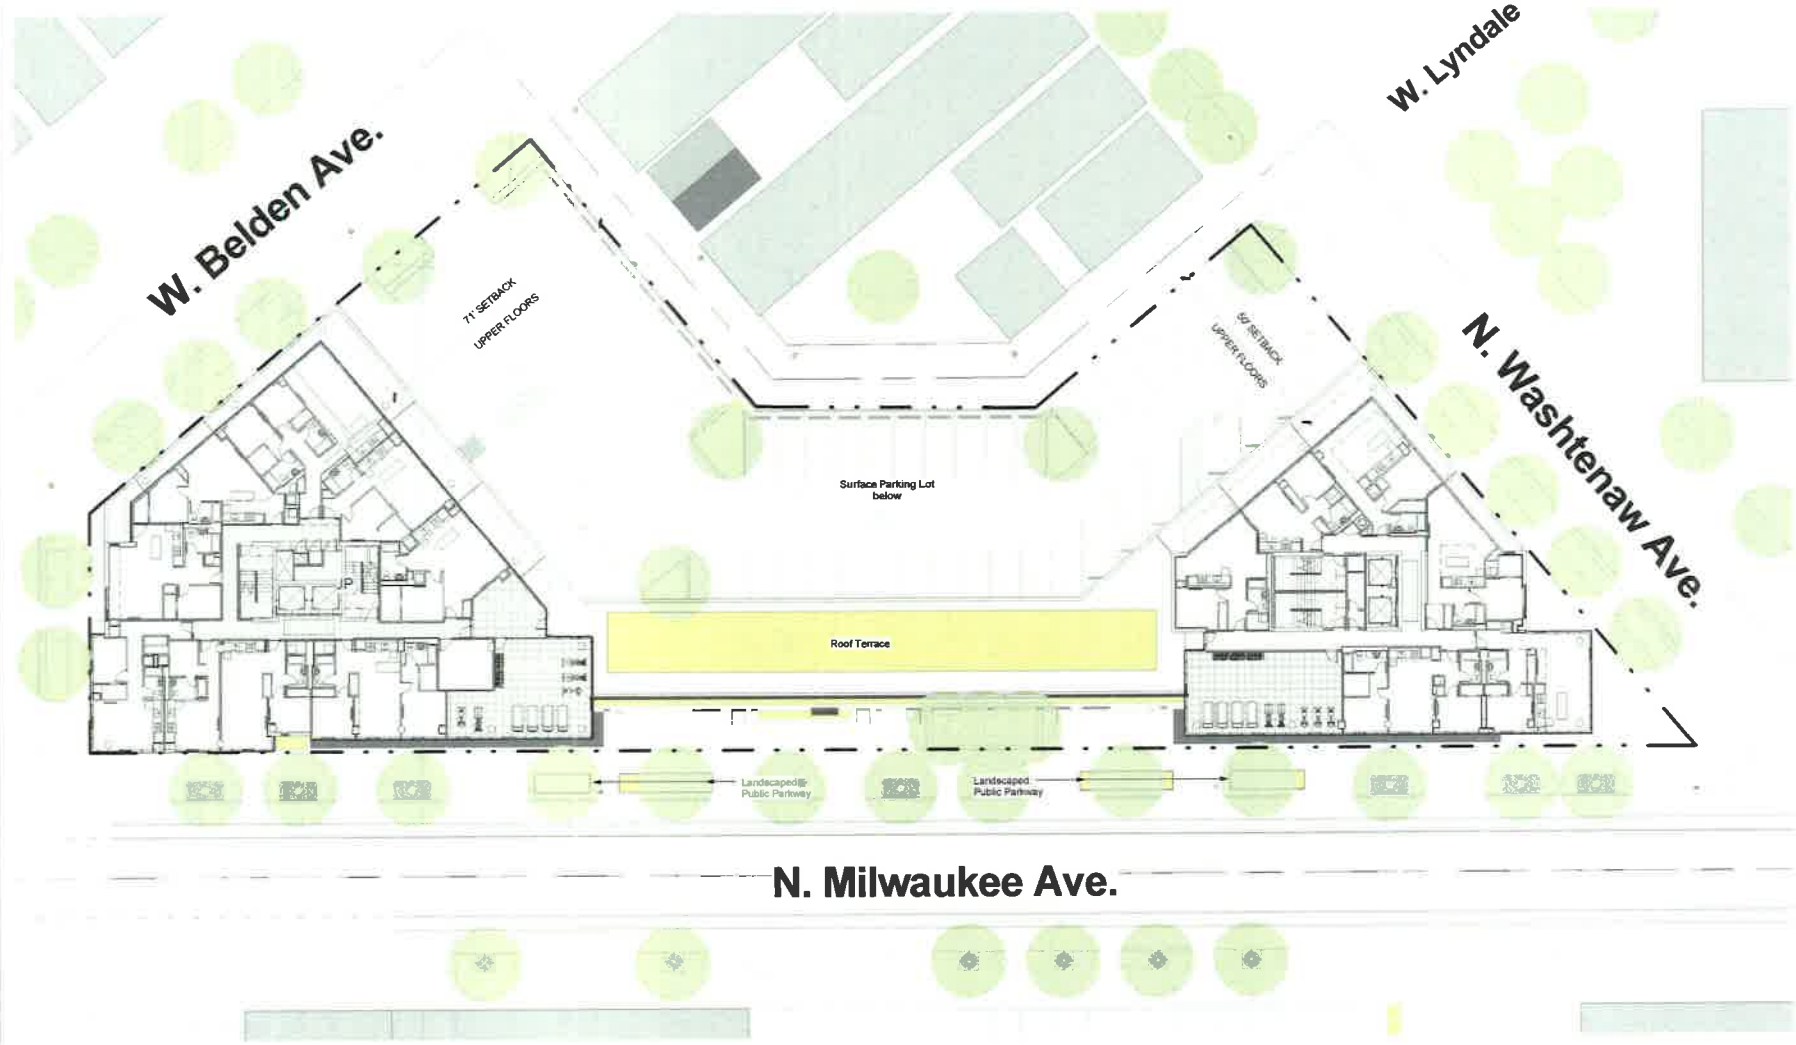 W. Lyndale
W. Belden Ave.
71' SETBACK
UPPER FLOORS
50' SETBACK
UPPER FLOORS
N. Washtenaw Ave.
Surface Parking Lot
below
P
Roof Terrace
Landscaped
Public Parkway
Landscaped
Public Parkway
N. Milwaukee Ave.